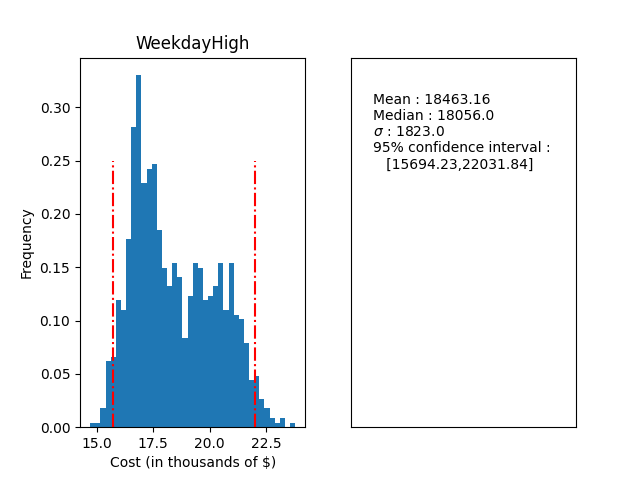 WeekdayHigh
0.30
0.25
0.20
0.15
0.10
0.05
0.00
Frequency
15.0 17.5 20.0 22.5
Cost (in thousands of $)
Mean : 18463.16
Median : 18056.0
σ : 1823.0
95% confidence interval :
[15694.23,22031.84]